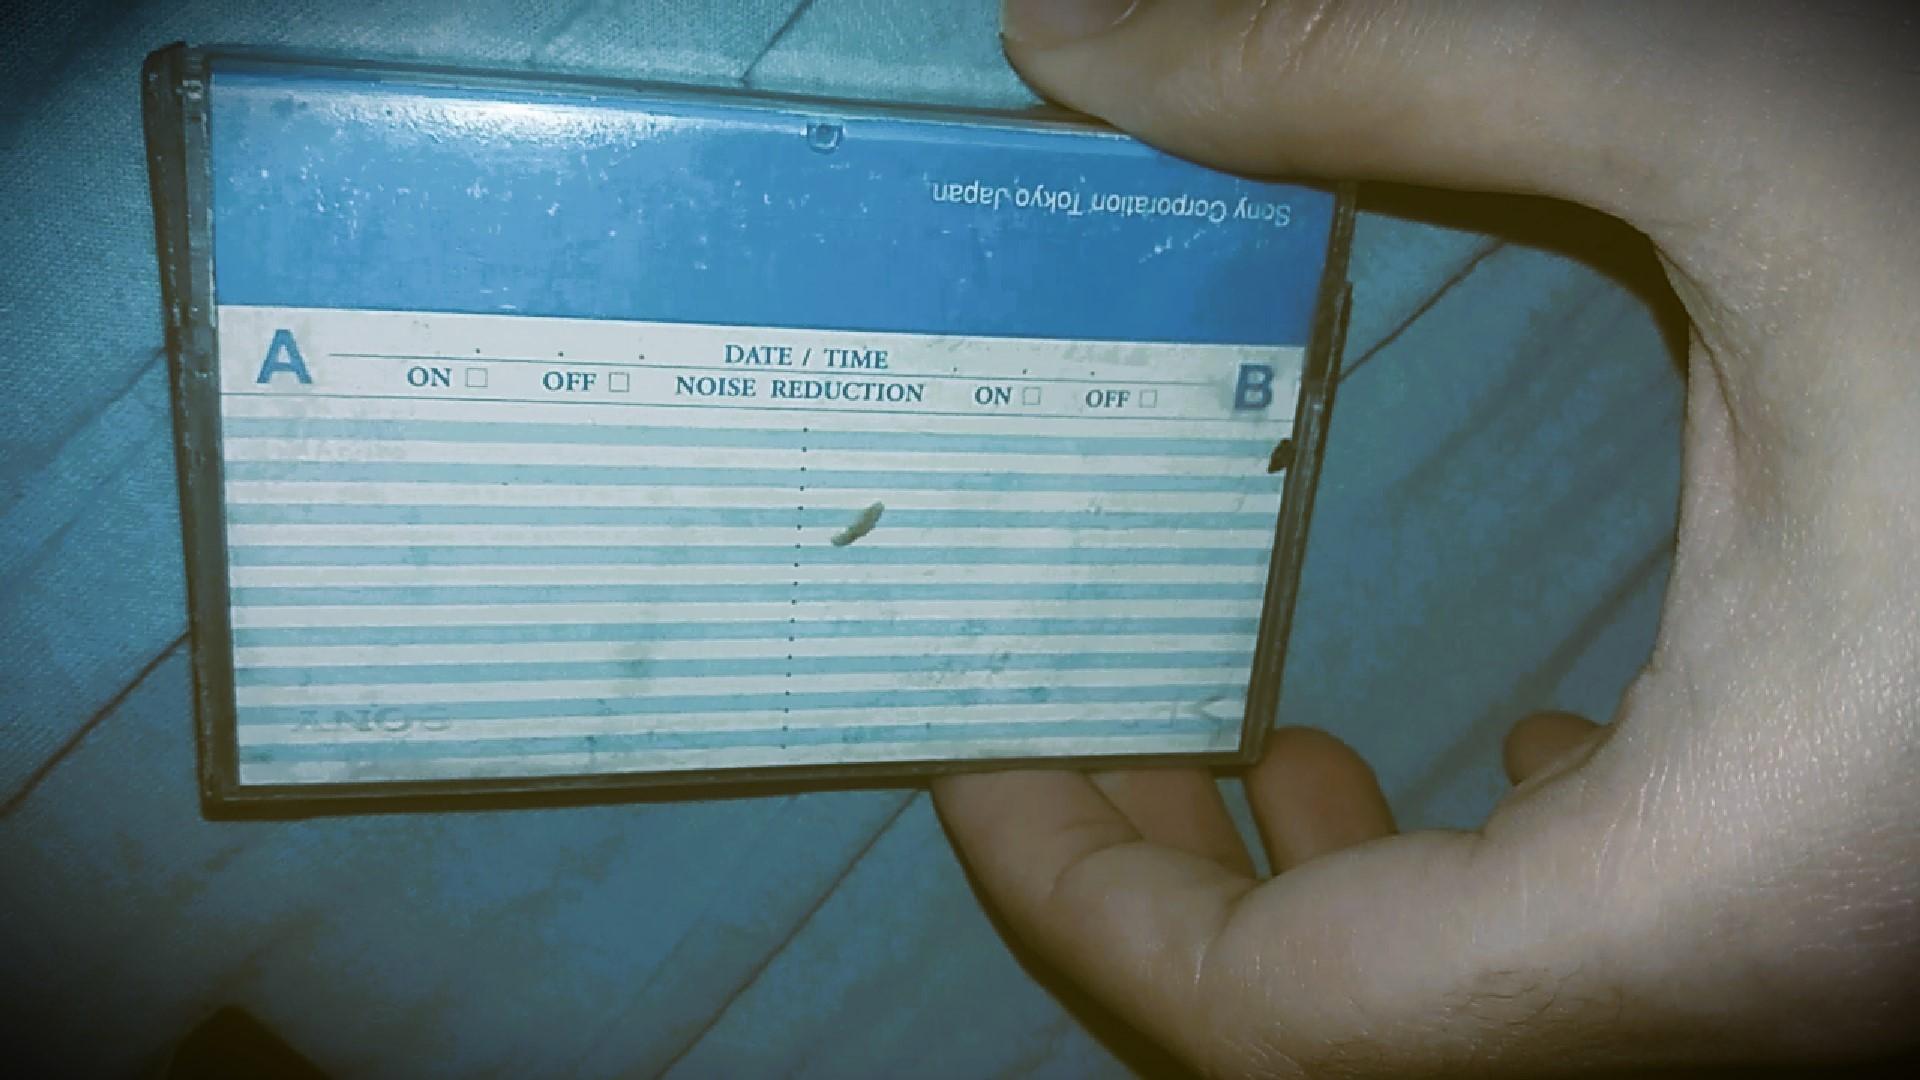 Sony Corporation Tokyo Japan
A DATE / TIME B
ON OFF NOISE REDUCTION ON OFF
SONY